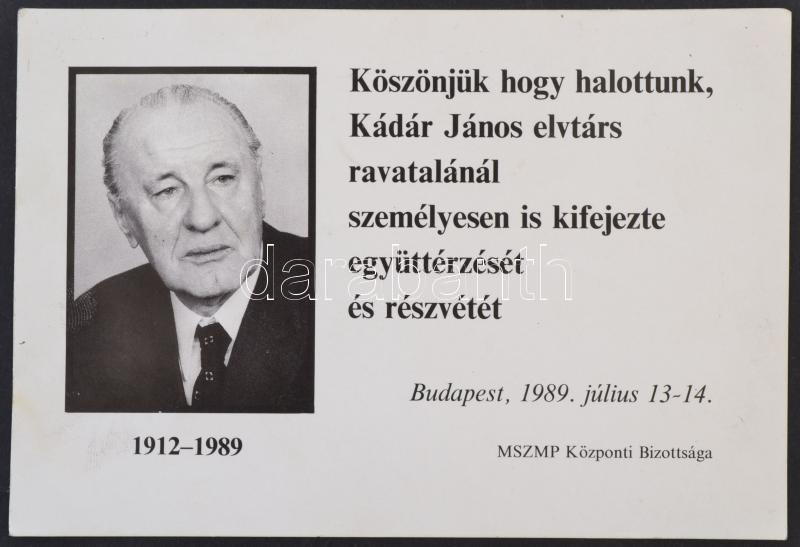 Köszönjük hogy halottunk,
Kádár János elvtárs
ravatalánál
személyesen is kifejezte
együttérzését
és részvétét
Budapest, 1989. július 13-14.
MSZMP Központi Bizottsága
1912–1989
darabanth